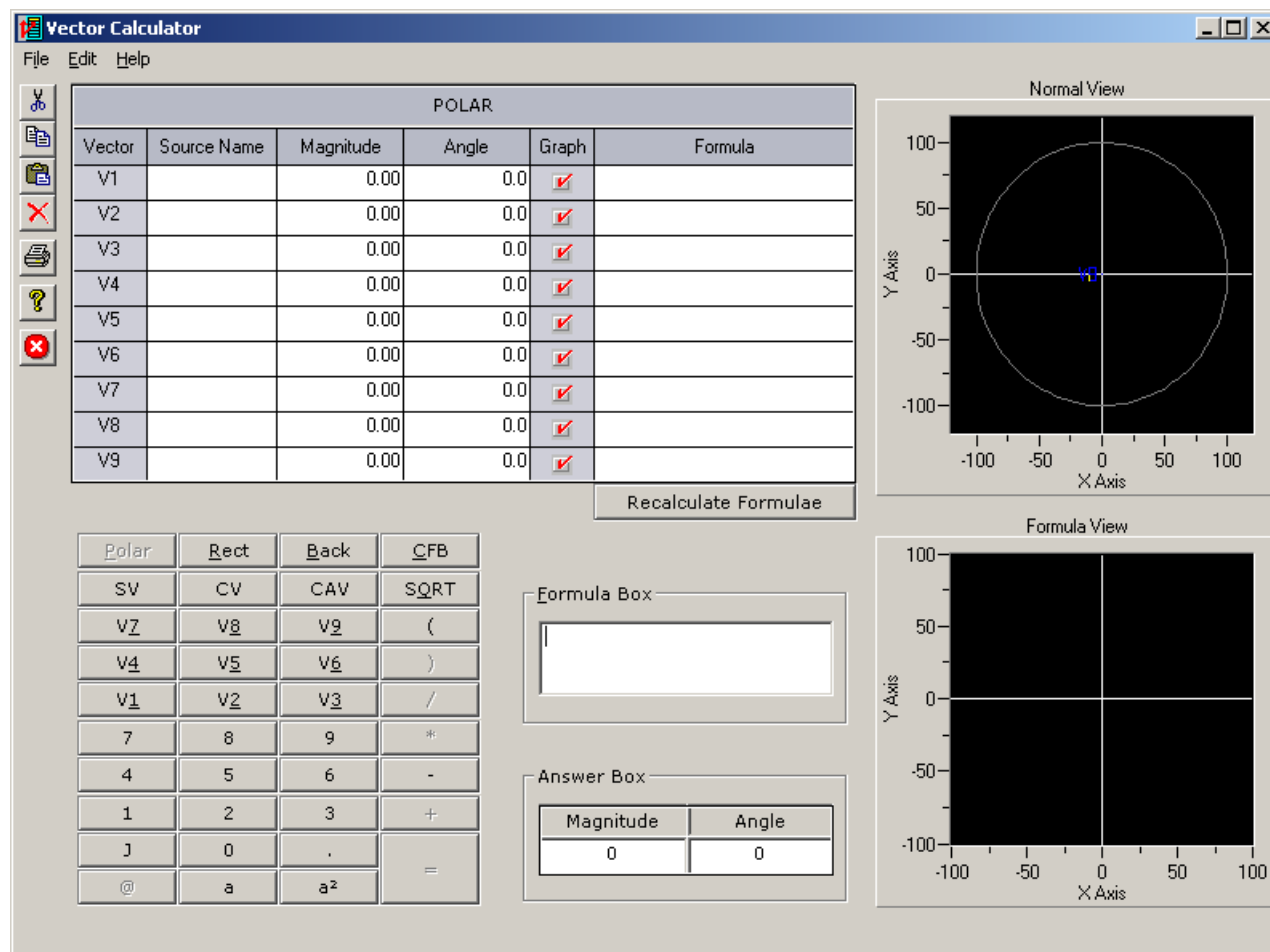 Vector Calculator
File Edit Help
POLAR
Vector Source Name Magnitude Angle Graph Formula
V1 0.00 0.0
V2 0.00 0.0
V3 0.00 0.0
V4 0.00 0.0
V5 0.00 0.0
V6 0.00 0.0
V7 0.00 0.0
V8 0.00 0.0
V9 0.00 0.0
Recalculate Formulae
Normal View
100
50
0
-50
-100
Y Axis
-100 -50 0 50 100
X Axis
Polar Rect Back CFB
SV CV CAV SQRT
V7 V8 V9 (
V4 V5 V6 )
V1 V2 V3 /
7 8 9 *
4 5 6 -
1 2 3 +
J 0 . =
@ a a²
Formula Box
Answer Box
Magnitude Angle
0 0
Formula View
100
50
0
-50
-100
Y Axis
-100 -50 0 50 100
X Axis